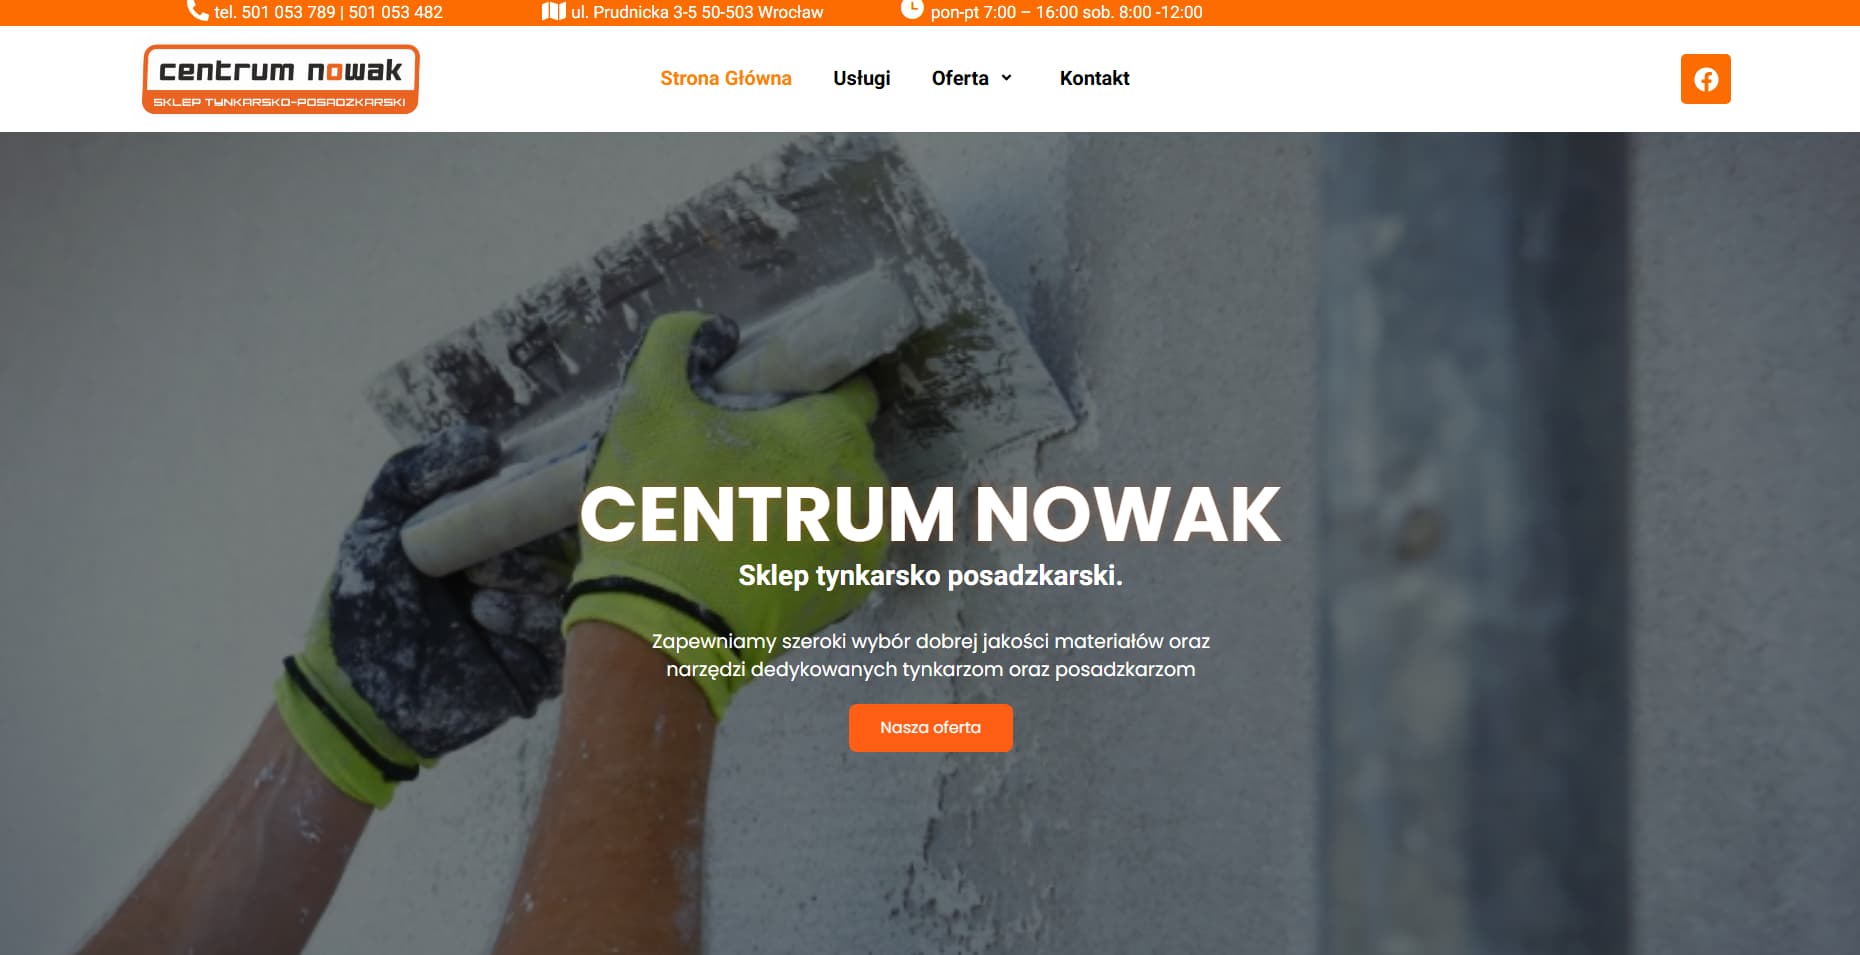 tel. 501 053 789 | 501 053 482
ul. Prudnicka 3-5 50-503 Wrocław
pon-pt 7:00 – 16:00 sob. 8:00 -12:00
centrum nowak
SKLEP TYNKARSKO-POSADZKARSKI
Strona Główna
Usługi
Oferta
Kontakt
CENTRUM NOWAK
Sklep tynkarsko posadzkarski.
Zapewniamy szeroki wybór dobrej jakości materiałów oraz
narzędzi dedykowanych tynkarzom oraz posadzkarzom
Nasza oferta